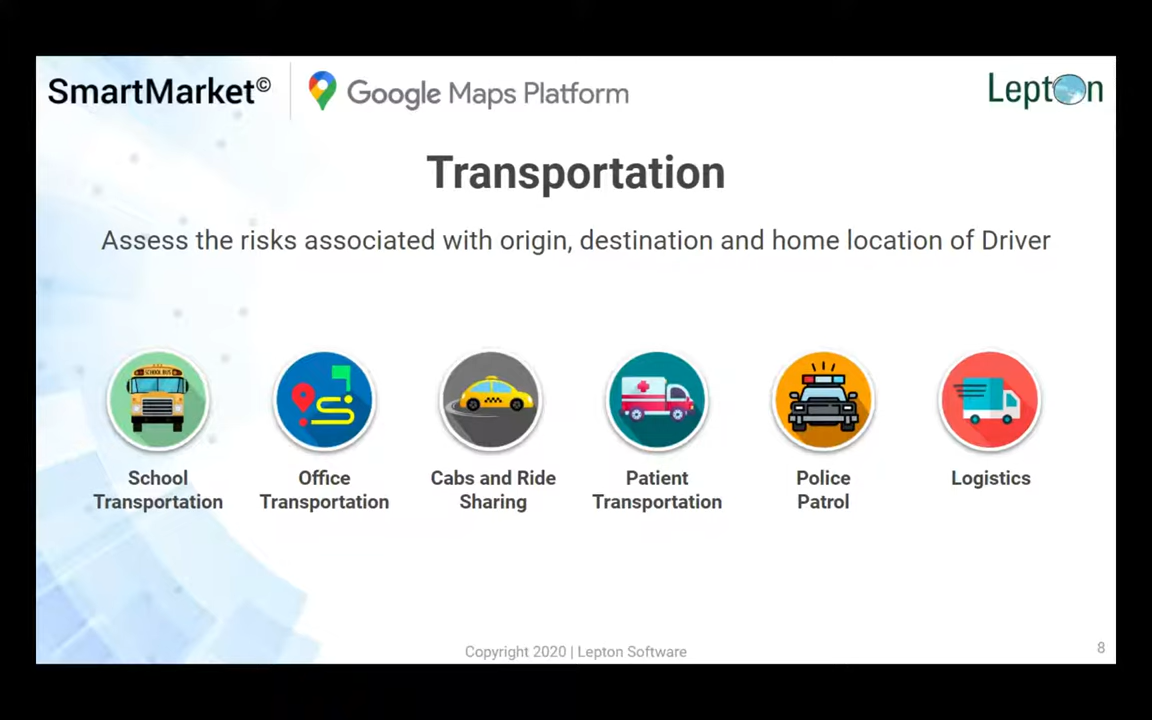 SmartMarket©
Google Maps Platform
Lepton
Transportation
Assess the risks associated with origin, destination and home location of Driver
SCHOOL BUS
School
Transportation
Office
Transportation
Cabs and Ride
Sharing
Patient
Transportation
Police
Patrol
Logistics
Copyright 2020 | Lepton Software
8